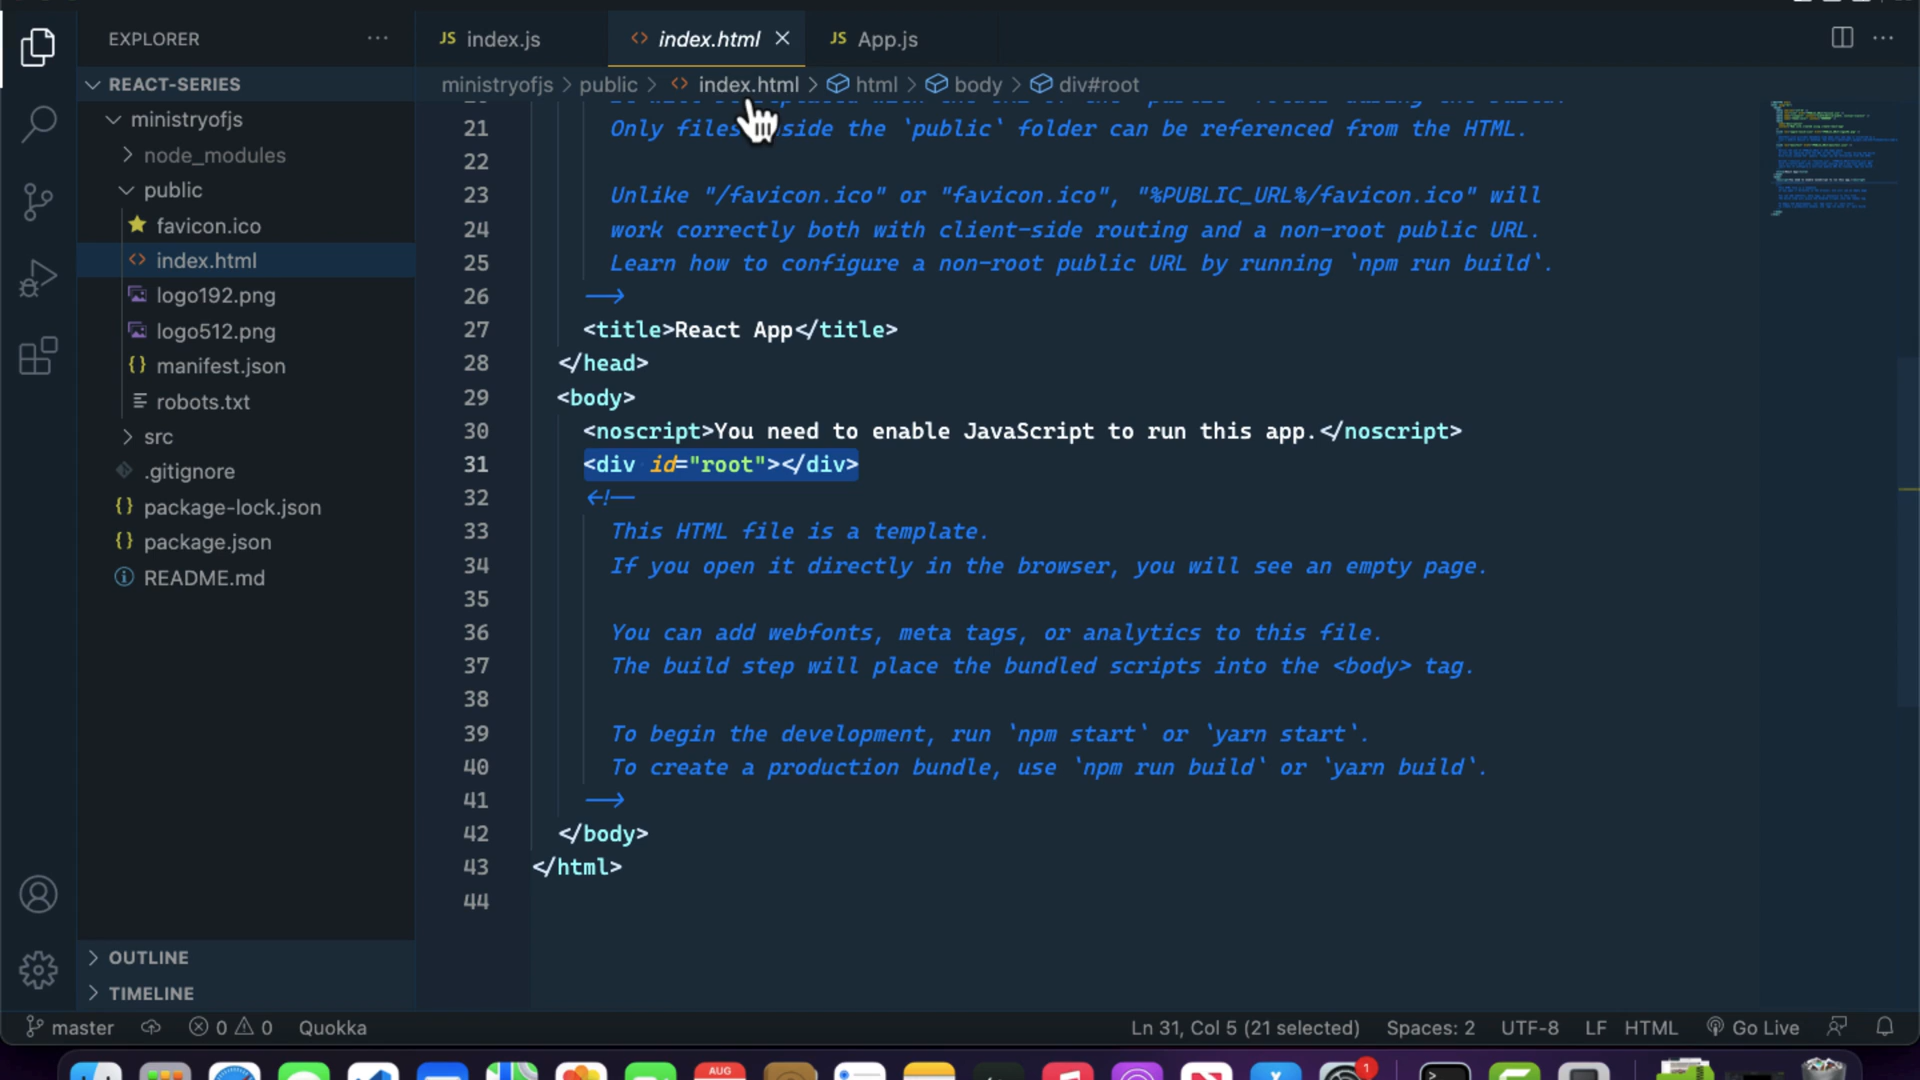 EXPLORER
REACT-SERIES
ministryofjs
node_modules
public
favicon.ico
index.html
logo192.png
logo512.png
manifest.json
robots.txt
src
.gitignore
package-lock.json
package.json
README.md
OUTLINE
TIMELINE
JS index.js
<> index.html
JS App.js
ministryofjs > public > <> index.html > html > body > div#root
21 Only files inside the `public` folder can be referenced from the HTML.
22
23 Unlike "/favicon.ico" or "favicon.ico", "%PUBLIC_URL%/favicon.ico" will
24 work correctly both with client-side routing and a non-root public URL.
25 Learn how to configure a non-root public URL by running `npm run build`.
26 -->
27 <title>React App</title>
28 </head>
29 <body>
30 <noscript>You need to enable JavaScript to run this app.</noscript>
31 <div id="root"></div>
32 <!--
33 This HTML file is a template.
34 If you open it directly in the browser, you will see an empty page.
35
36 You can add webfonts, meta tags, or analytics to this file.
37 The build step will place the bundled scripts into the <body> tag.
38
39 To begin the development, run `npm start` or `yarn start`.
40 To create a production bundle, use `npm run build` or `yarn build`.
41 -->
42 </body>
43 </html>
44
master
0 0
Quokka
Ln 31, Col 5 (21 selected)
Spaces: 2
UTF-8
LF
HTML
Go Live
AUG
1